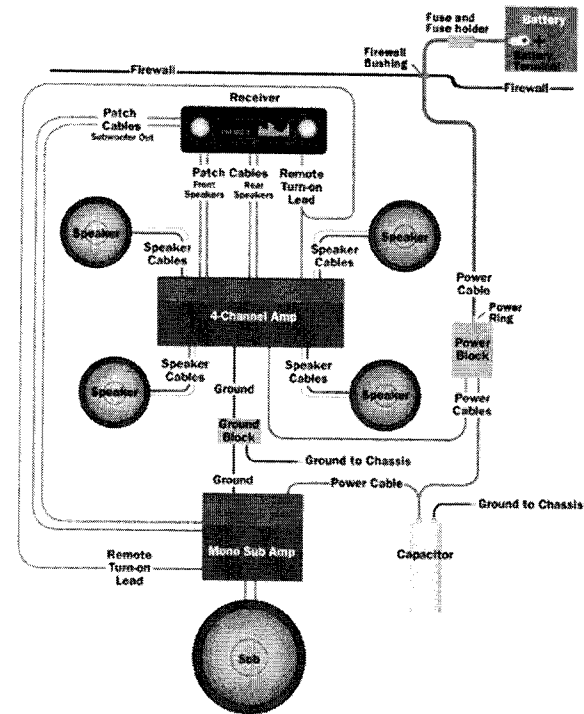 Fuse and
Fuse holder
Battery
Battery
Terminal
Firewall
Bushing
Firewall
Firewall
Receiver
Patch
Cables
Subwoofer Out
Patch Cables
Front
Speakers
Rear
Speakers
Remote
Turn-on
Lead
Speaker
Speaker
Cables
Speaker
Cables
Speaker
4-Channel Amp
Power
Cable
Power
Ring
Power
Block
Speaker
Speaker
Cables
Ground
Speaker
Cables
Speaker
Power
Cables
Ground
Block
Ground to Chassis
Ground
Power Cable
Ground to Chassis
Mono Sub Amp
Capacitor
Remote
Turn-on
Lead
Sub